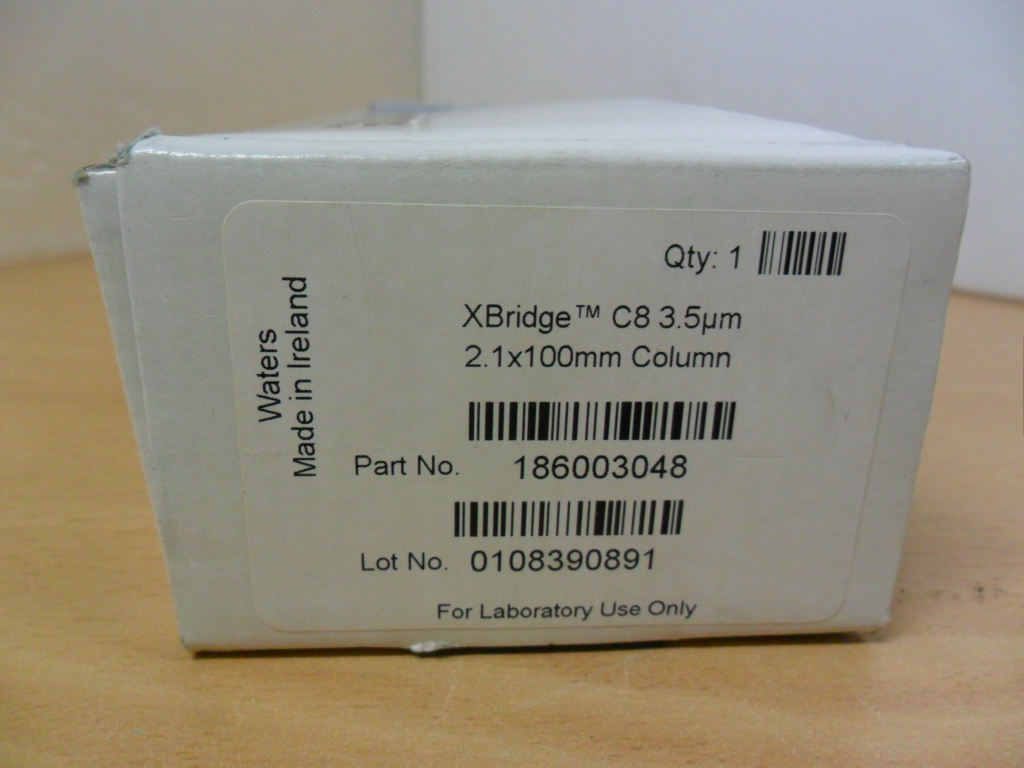 Qty: 1
XBridge™ C8 3.5µm
2.1x100mm Column
Waters
Made in Ireland
Part No. 186003048
Lot No. 0108390891
For Laboratory Use Only